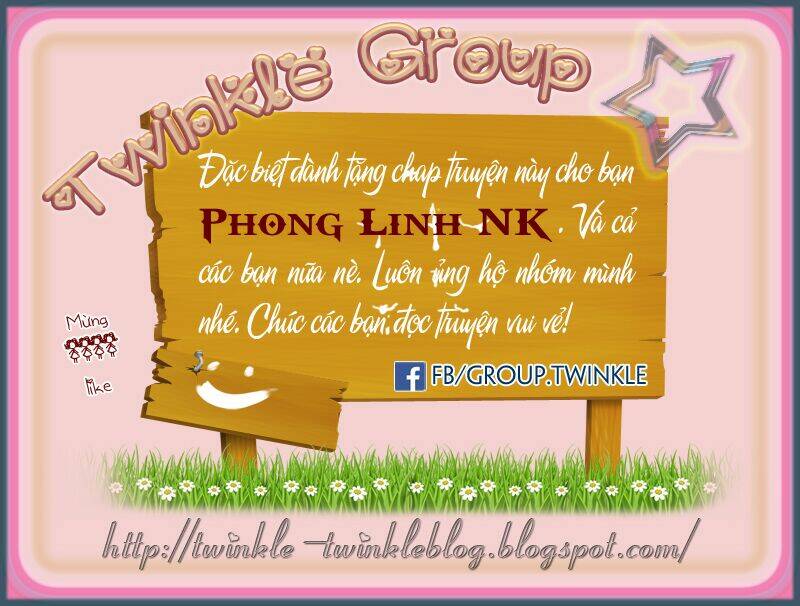 Twinkle Group
Đặc biệt dành tặng chap truyện này cho bạn
PHONG LINH NK . Và cả
các bạn nữa nè. Luôn ủng hộ nhóm mình
nhé. Chúc các bạn đọc truyện vui vẻ!
FB/GROUP.TWINKLE
Mừng
like
http://twinkle-twinkleblog.blogspot.com/